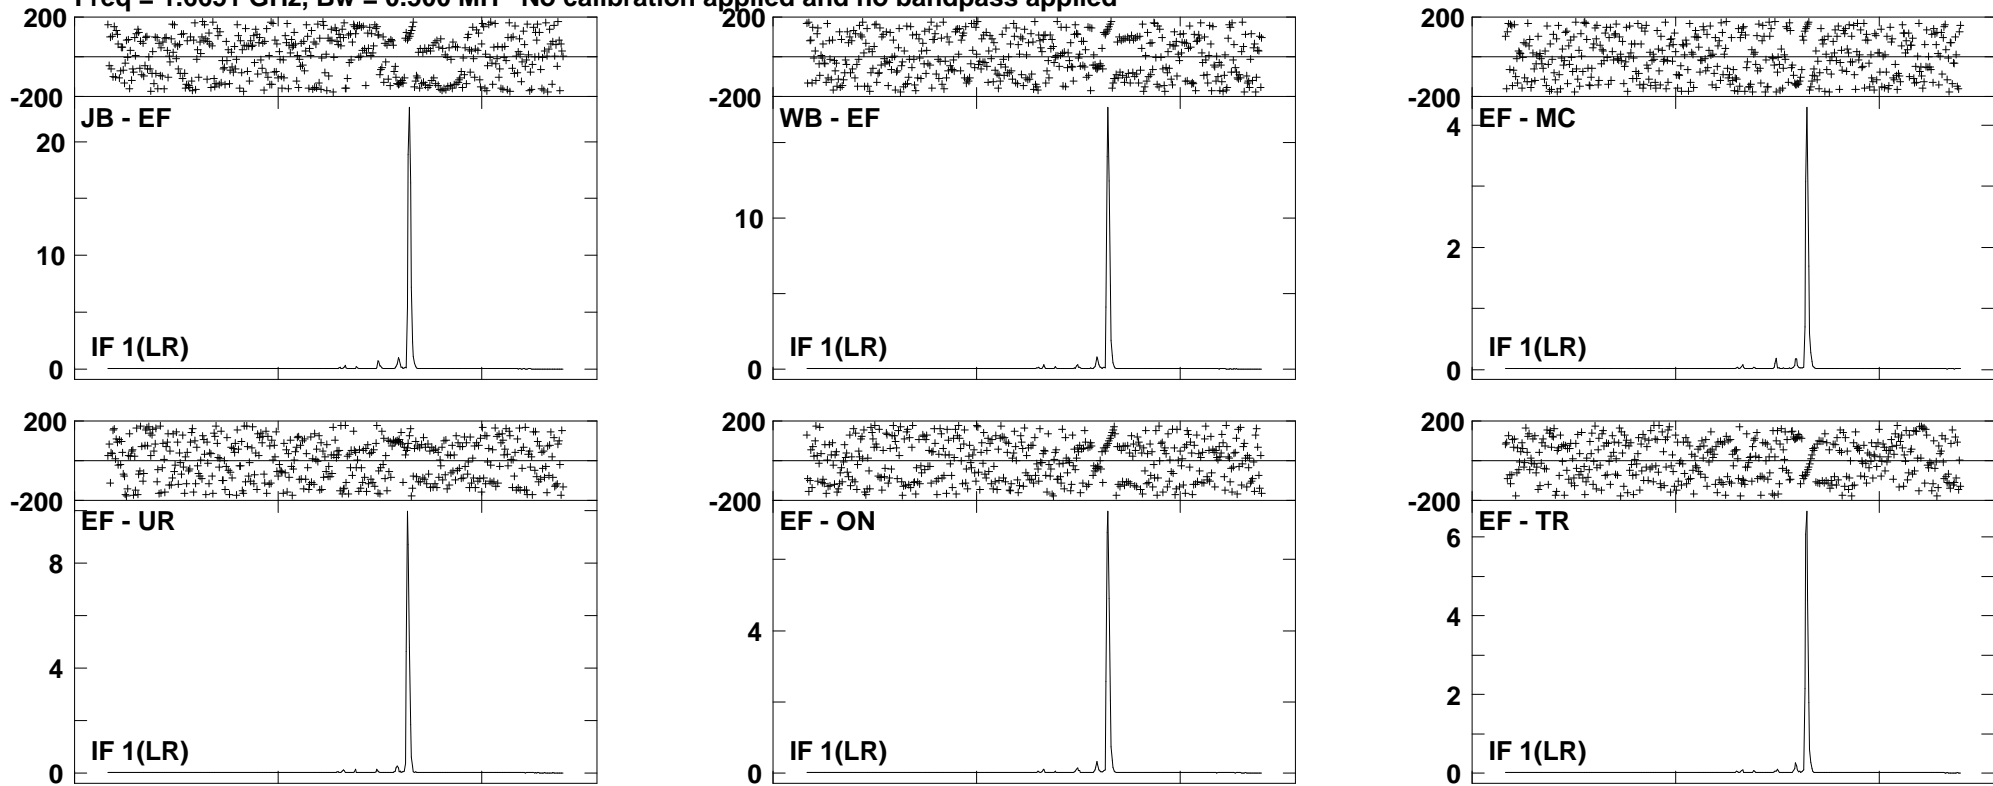 200 200 200
-200 -200 -200
JB - EF WB - EF EF - MC
20 4
10 10 2
IF 1(LR) IF 1(LR) IF 1(LR)
0 0 0
200 200 200
-200 -200 -200
EF - UR EF - ON EF - TR
8 6
4 4 4
2
IF 1(LR) IF 1(LR) IF 1(LR)
0 0 0